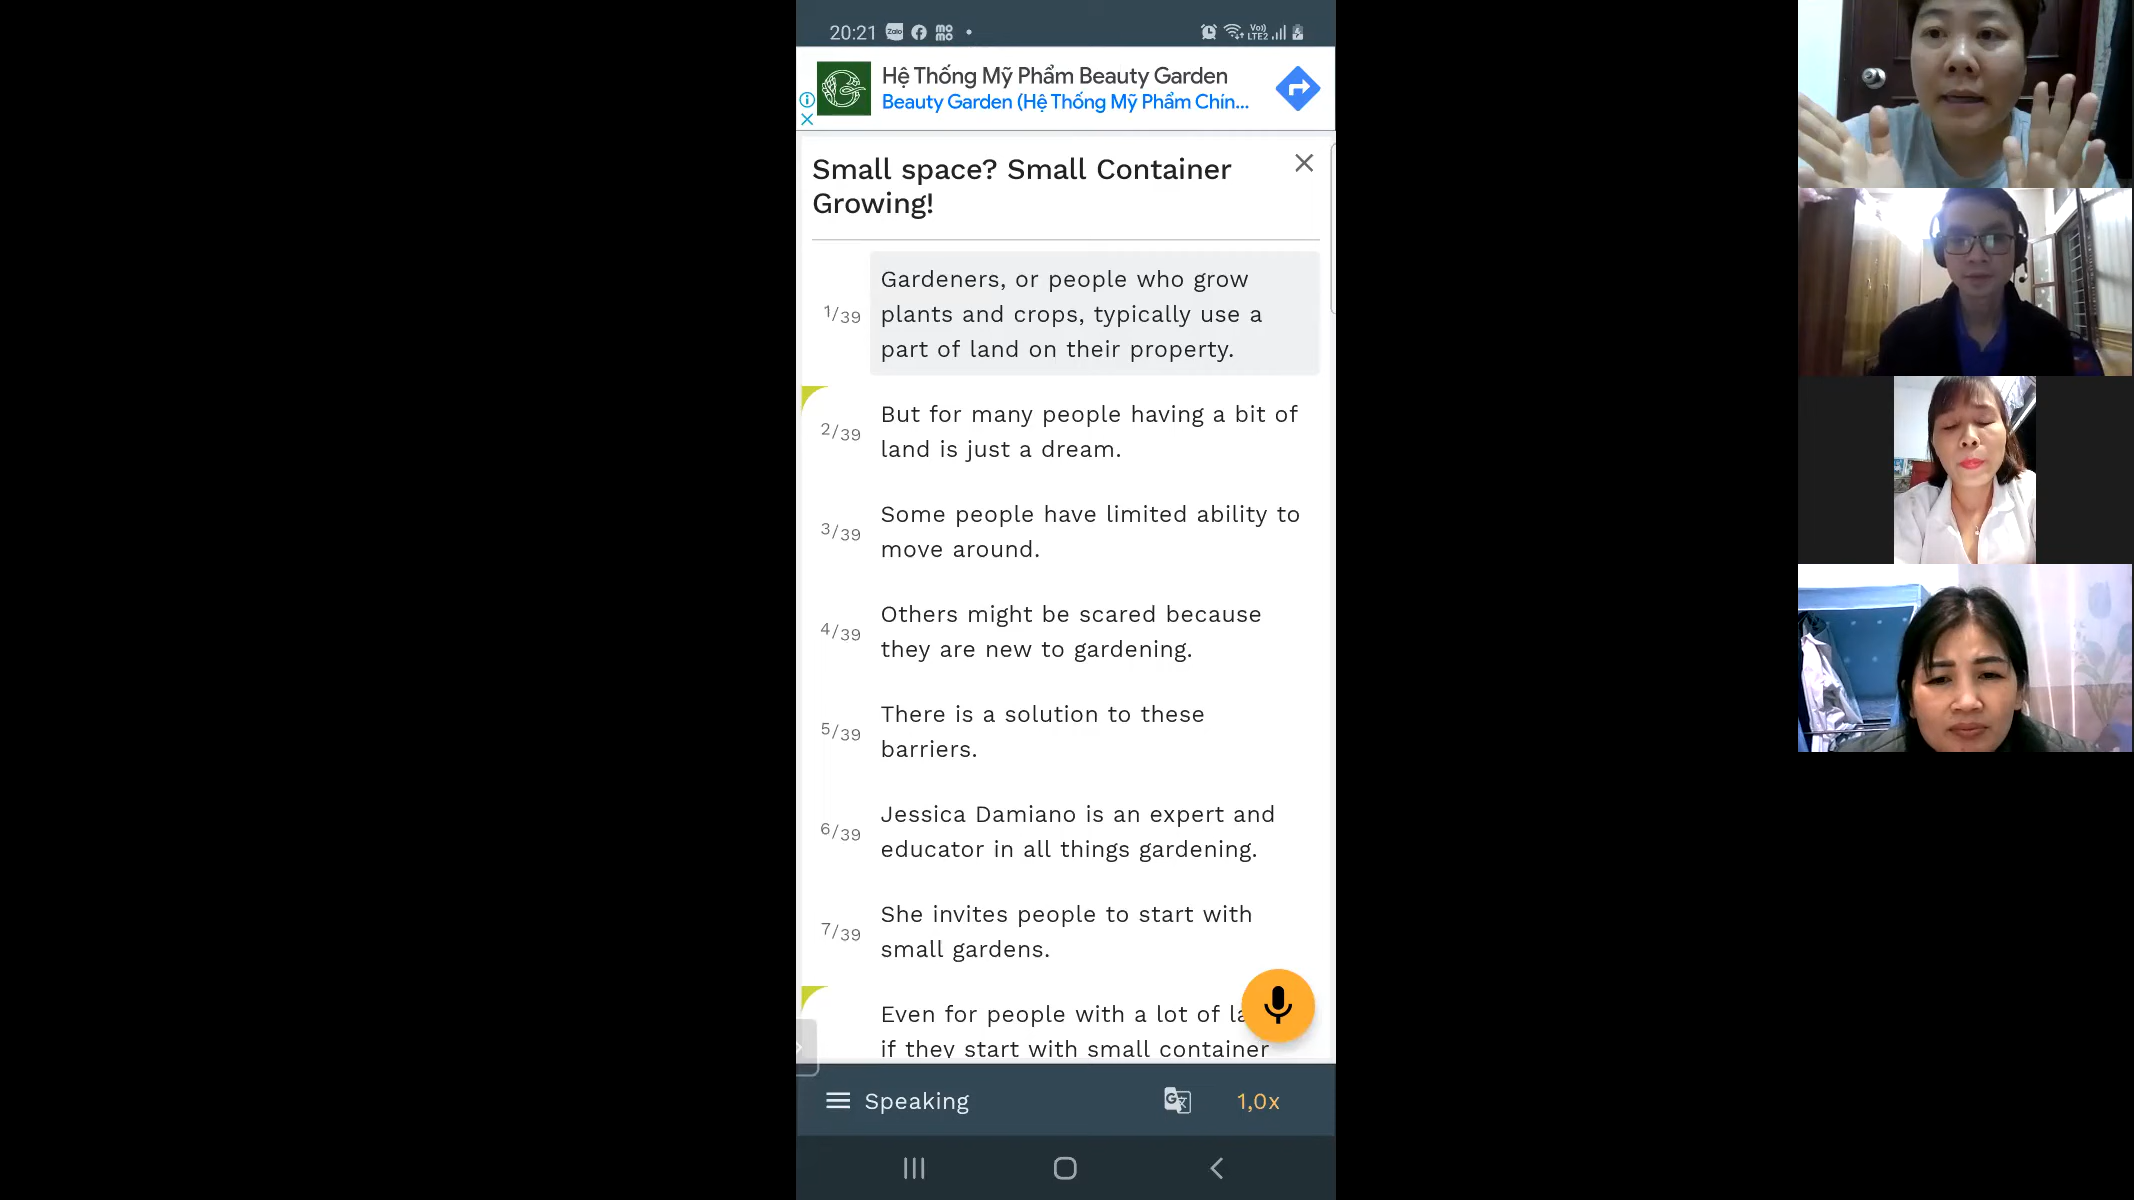 20:21
Zalo
mo
mo
Vo))
LTE2
Hệ Thống Mỹ Phẩm Beauty Garden
Beauty Garden (Hệ Thống Mỹ Phẩm Chín...
Small space? Small Container
Growing!
1/39
Gardeners, or people who grow
plants and crops, typically use a
part of land on their property.
2/39
But for many people having a bit of
land is just a dream.
3/39
Some people have limited ability to
move around.
4/39
Others might be scared because
they are new to gardening.
5/39
There is a solution to these
barriers.
6/39
Jessica Damiano is an expert and
educator in all things gardening.
7/39
She invites people to start with
small gardens.
Even for people with a lot of
if they start with small container
Speaking
1,0x